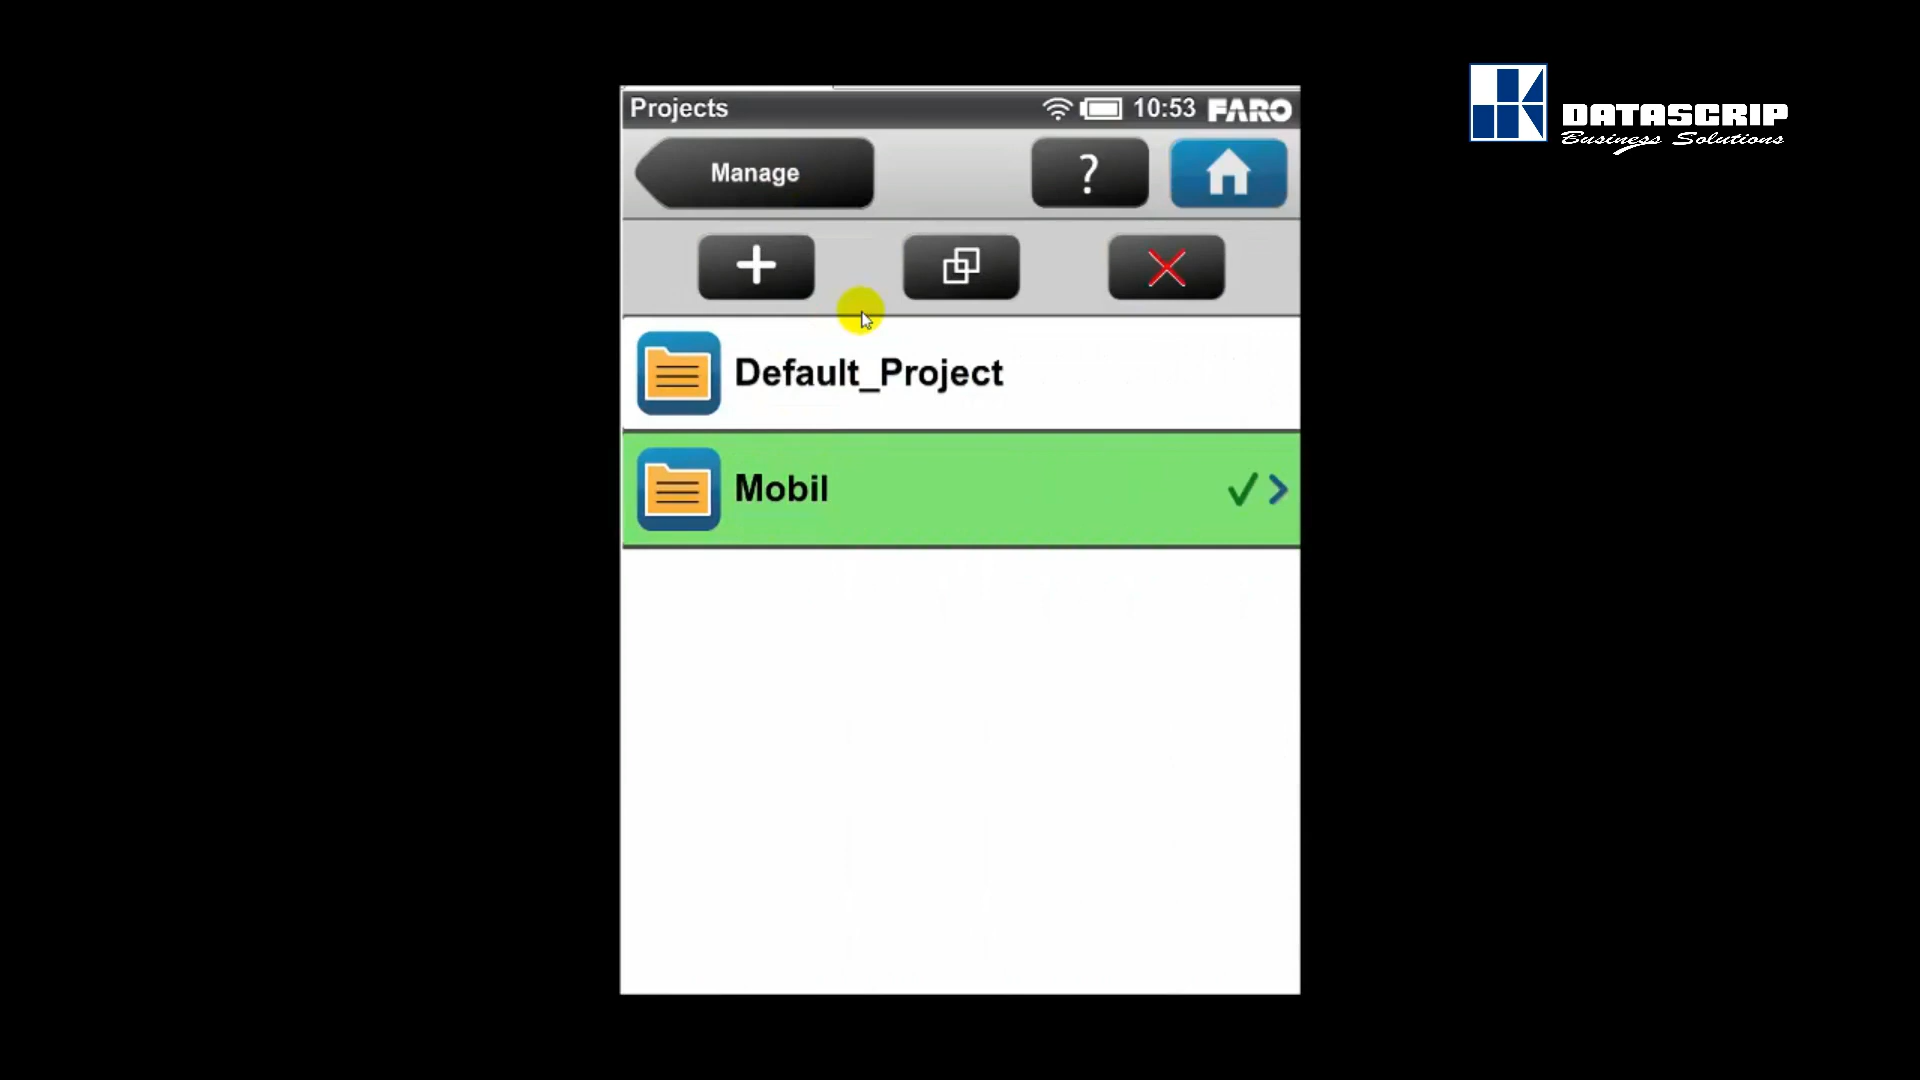 Projects
10:53 FARO
Manage
?
Default_Project
Mobil
DATASCRIP
Business Solutions